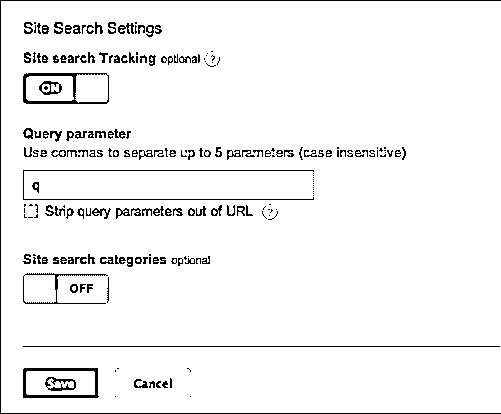 Site Search Settings
Site search Tracking optional ?
ON
Query parameter
Use commas to separate up to 5 parameters (case insensitive)
q
Strip query parameters out of URL ?
Site search categories optional
OFF
Save Cancel